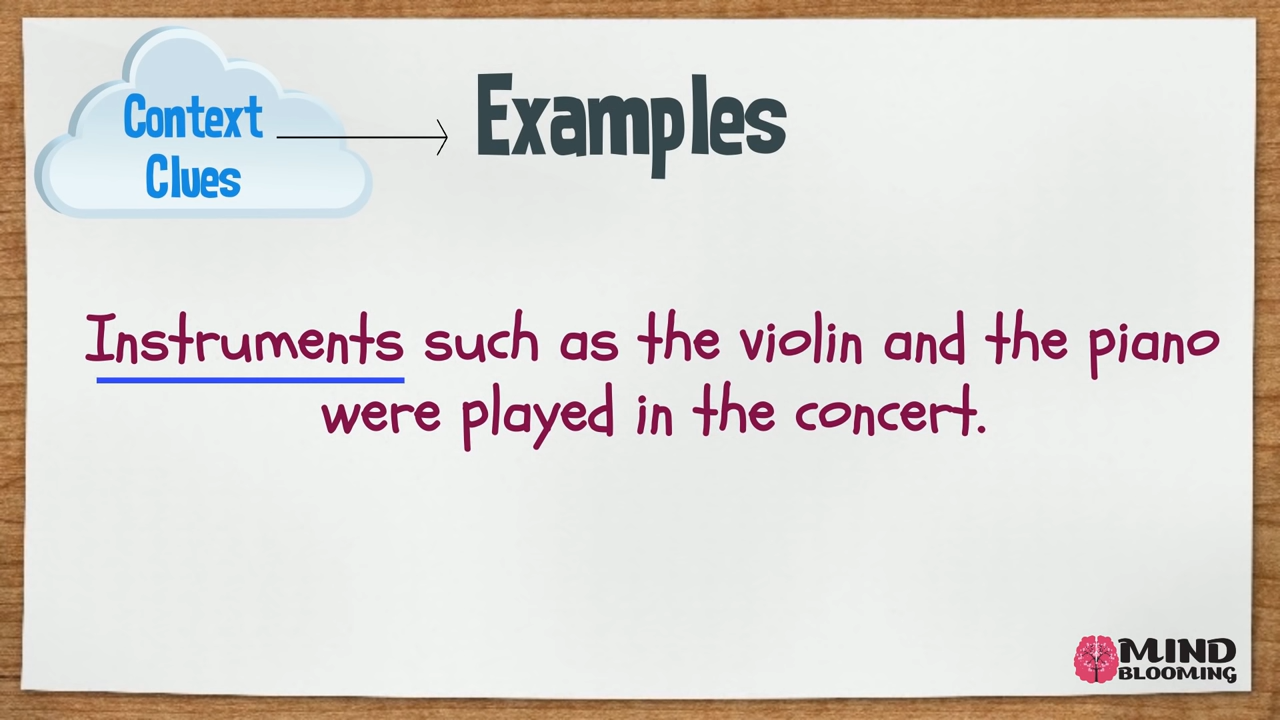 Context
Clues
Examples
Instruments such as the violin and the piano
were played in the concert.
MIND
BLOOMING